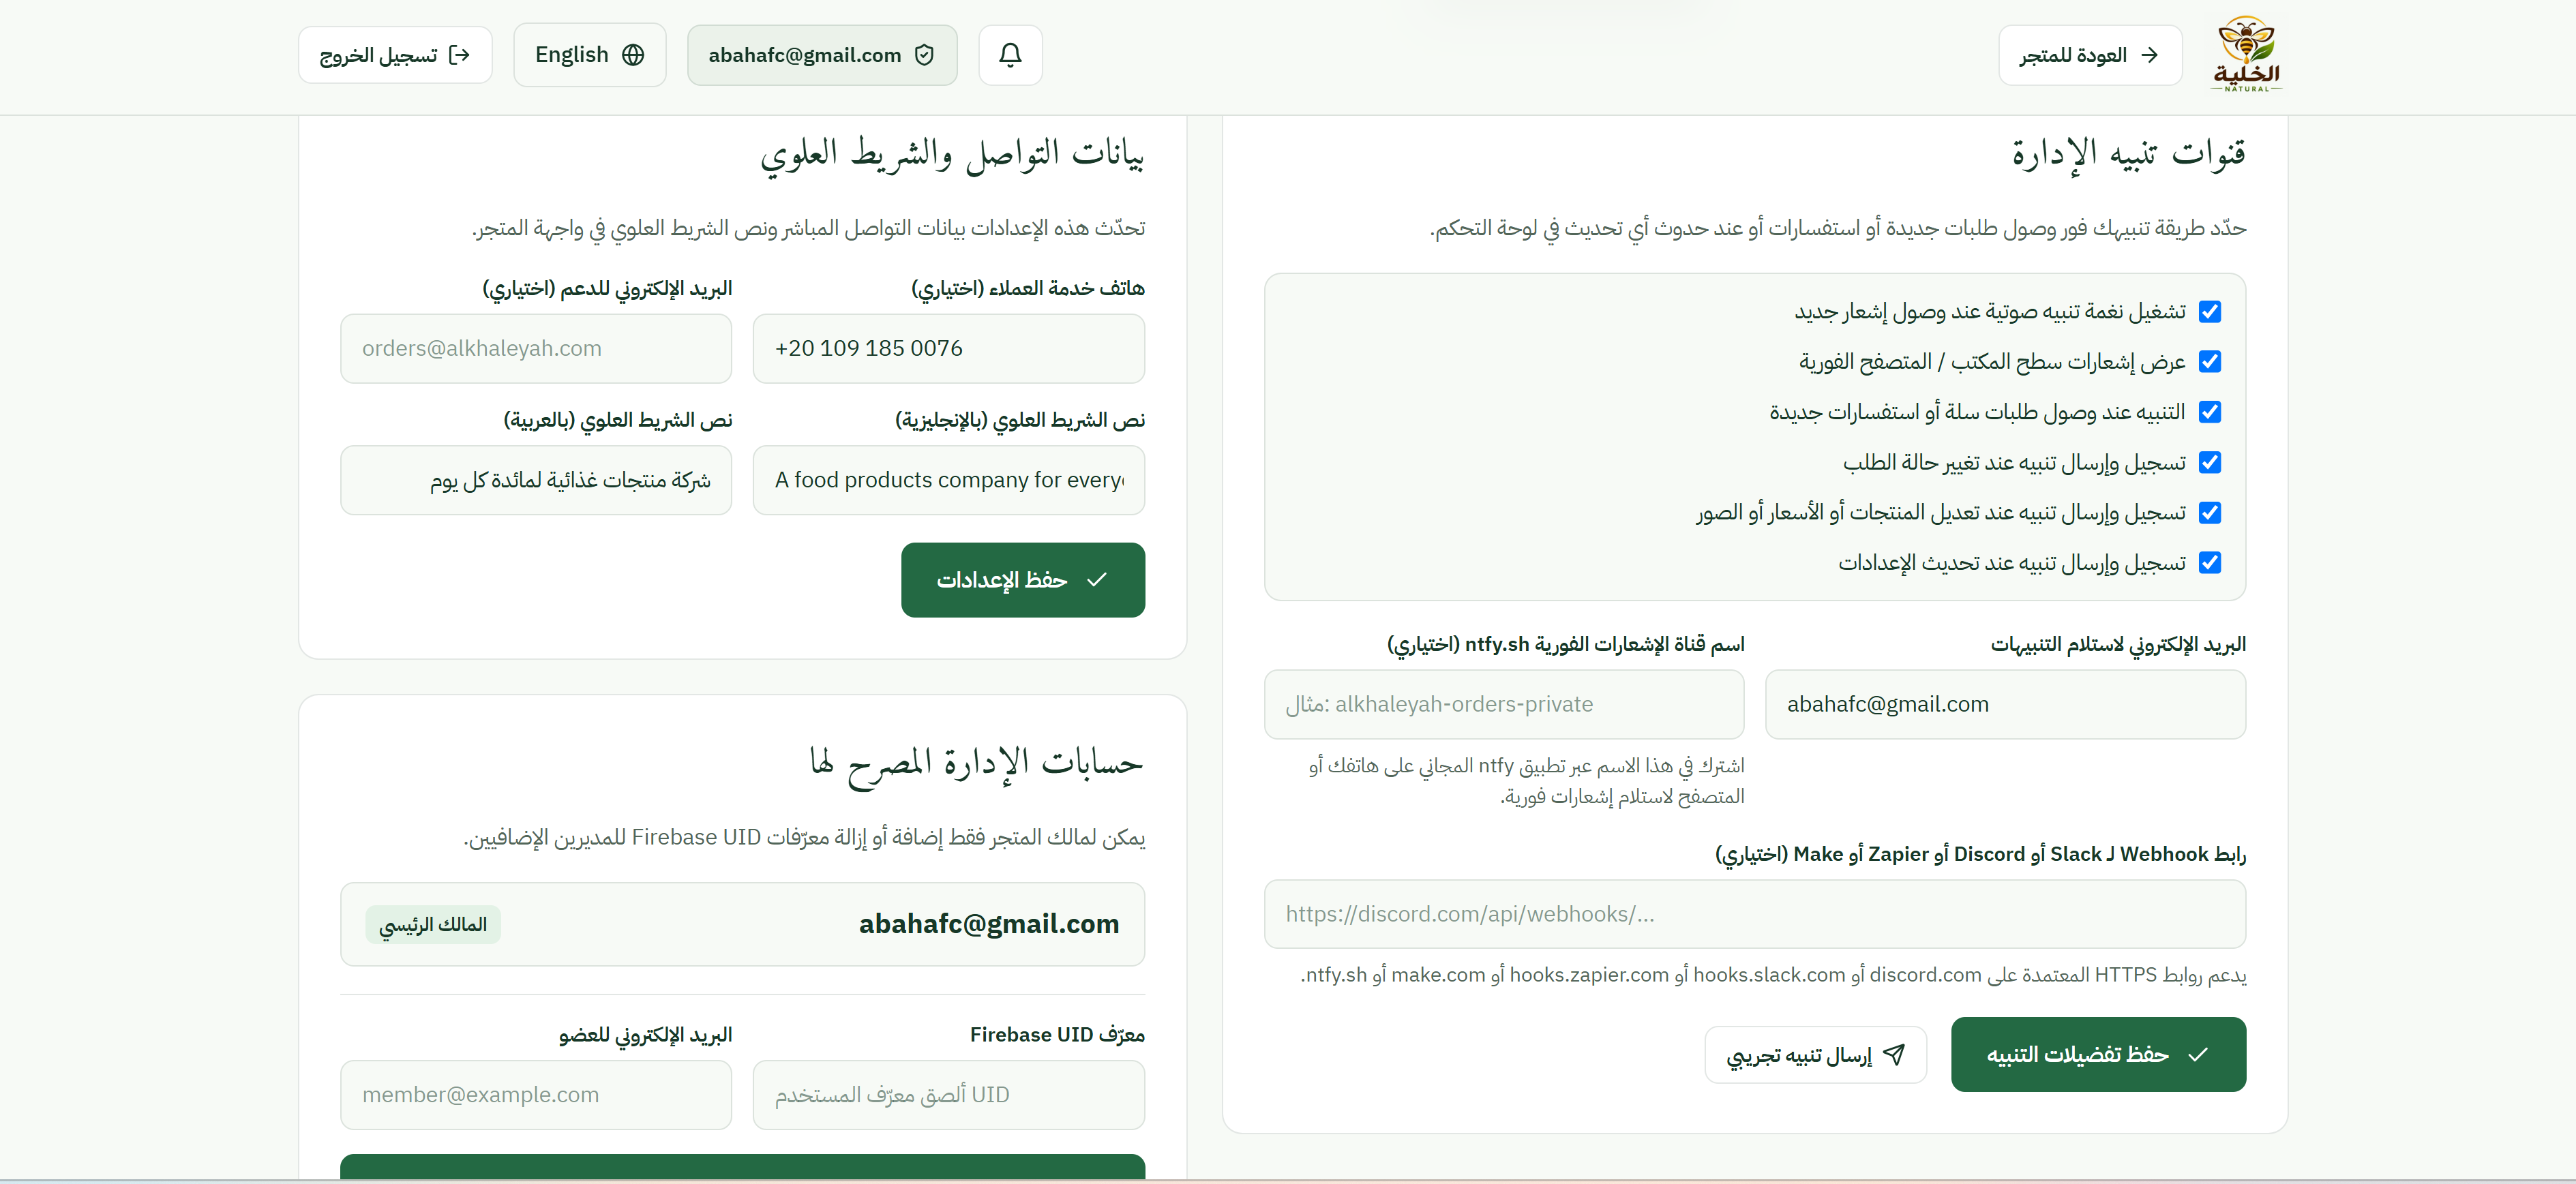 الخلية
NATURAL
العودة للمتجر
abahafc@gmail.com
English
تسجيل الخروج
قنوات تنبيه الإدارة
حدّد طريقة تنبيهك فور وصول طلبات جديدة أو استفسارات أو عند حدوث أي تحديث في لوحة التحكم.
تشغيل نغمة تنبيه صوتية عند وصول إشعار جديد
عرض إشعارات سطح المكتب / المتصفح الفورية
التنبيه عند وصول طلبات سلة أو استفسارات جديدة
تسجيل وإرسال تنبيه عند تغيير حالة الطلب
تسجيل وإرسال تنبيه عند تعديل المنتجات أو الأسعار أو الصور
تسجيل وإرسال تنبيه عند تحديث الإعدادات
البريد الإلكتروني لاستلام التنبيهات
abahafc@gmail.com
اسم قناة الإشعارات الفورية ntfy.sh (اختياري)
مثال: alkhaleyah-orders-private
اشترك في هذا الاسم عبر تطبيق ntfy المجاني على هاتفك أو
المتصفح لاستلام إشعارات فورية.
رابط Webhook لـ Slack أو Discord أو Zapier أو Make (اختياري)
https://discord.com/api/webhooks/...
يدعم روابط HTTPS المعتمدة على discord.com أو hooks.slack.com أو hooks.zapier.com أو make.com أو ntfy.sh.
حفظ تفضيلات التنبيه
إرسال تنبيه تجريبي
بيانات التواصل والشريط العلوي
تحدّث هذه الإعدادات بيانات التواصل المباشر ونص الشريط العلوي في واجهة المتجر.
هاتف خدمة العملاء (اختياري)
+20 109 185 0076
البريد الإلكتروني للدعم (اختياري)
orders@alkhaleyah.com
نص الشريط العلوي (بالإنجليزية)
A food products company for every
نص الشريط العلوي (بالعربية)
شركة منتجات غذائية لمائدة كل يوم
حفظ الإعدادات
حسابات الإدارة المصرح لها
يمكن لمالك المتجر فقط إضافة أو إزالة معرّفات Firebase UID للمديرين الإضافيين.
abahafc@gmail.com
المالك الرئيسي
معرّف Firebase UID
ألصق معرّف المستخدم UID
البريد الإلكتروني للعضو
member@example.com